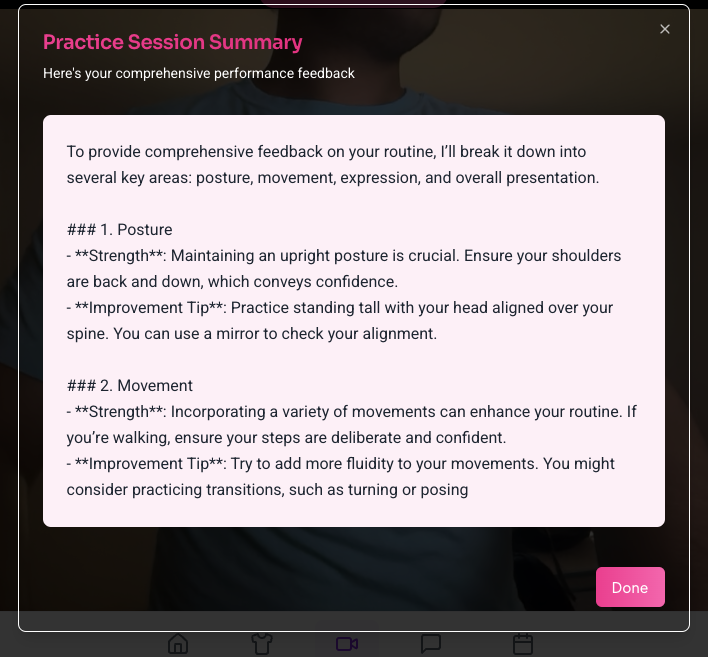 Practice Session Summary
Here's your comprehensive performance feedback
To provide comprehensive feedback on your routine, I’ll break it down into
several key areas: posture, movement, expression, and overall presentation.
### 1. Posture
- **Strength**: Maintaining an upright posture is crucial. Ensure your shoulders
are back and down, which conveys confidence.
- **Improvement Tip**: Practice standing tall with your head aligned over your
spine. You can use a mirror to check your alignment.
### 2. Movement
- **Strength**: Incorporating a variety of movements can enhance your routine. If
you’re walking, ensure your steps are deliberate and confident.
- **Improvement Tip**: Try to add more fluidity to your movements. You might
consider practicing transitions, such as turning or posing
Done